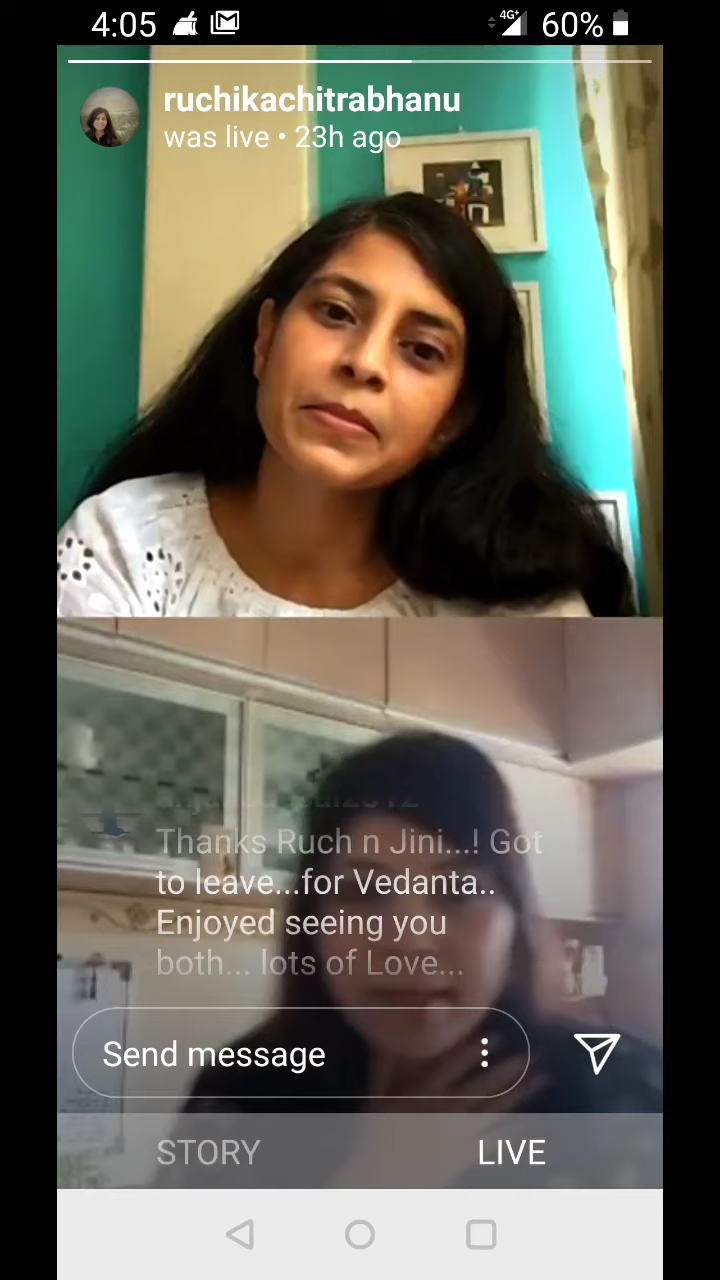 4:05
4G+
60%
ruchikachitrabhanu
was live • 23h ago
Thanks Ruch n Jini...! Got
to leave...for Vedanta..
Enjoyed seeing you
both... lots of Love...
Send message
STORY
LIVE